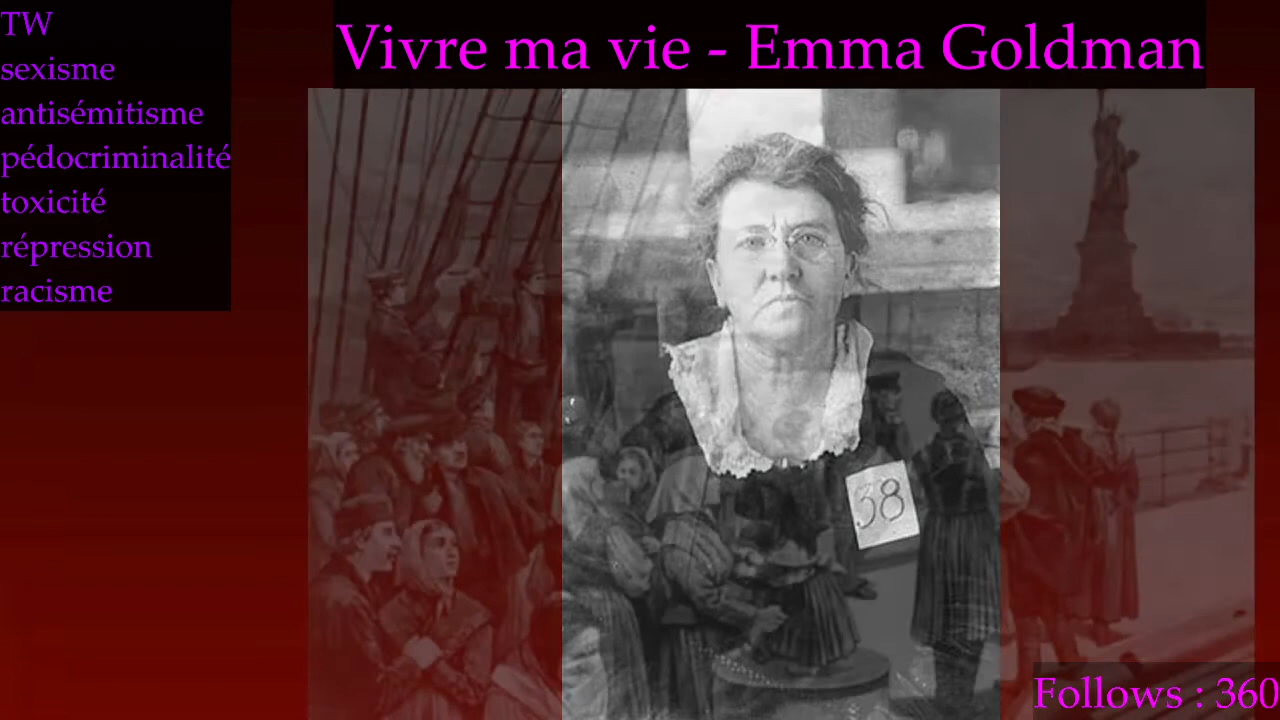 TW
sexisme
antisémitisme
pédocriminalité
toxicité
répression
racisme
Vivre ma vie - Emma Goldman
38
Follows : 360